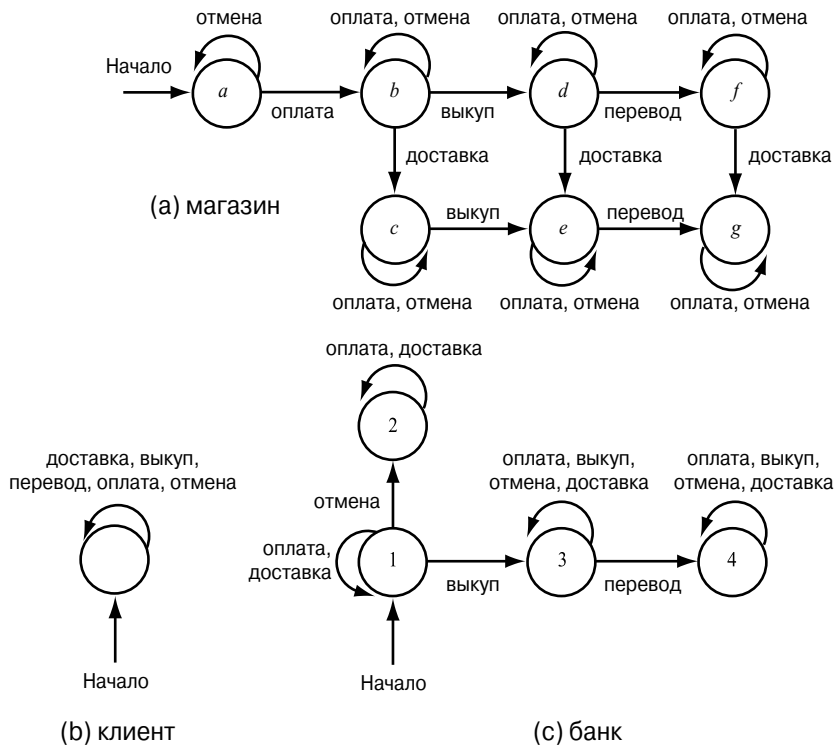 отмена
оплата, отмена
оплата, отмена
оплата, отмена
Начало
a
b
d
f
оплата
выкуп
перевод
доставка
доставка
доставка
(a) магазин
c
выкуп
e
перевод
g
оплата, отмена
оплата, отмена
оплата, отмена
оплата, доставка
2
доставка, выкуп,
перевод, оплата, отмена
отмена
оплата, выкуп,
отмена, доставка
оплата, выкуп,
отмена, доставка
оплата,
доставка
1
выкуп
3
перевод
4
Начало
Начало
(b) клиент
(c) банк